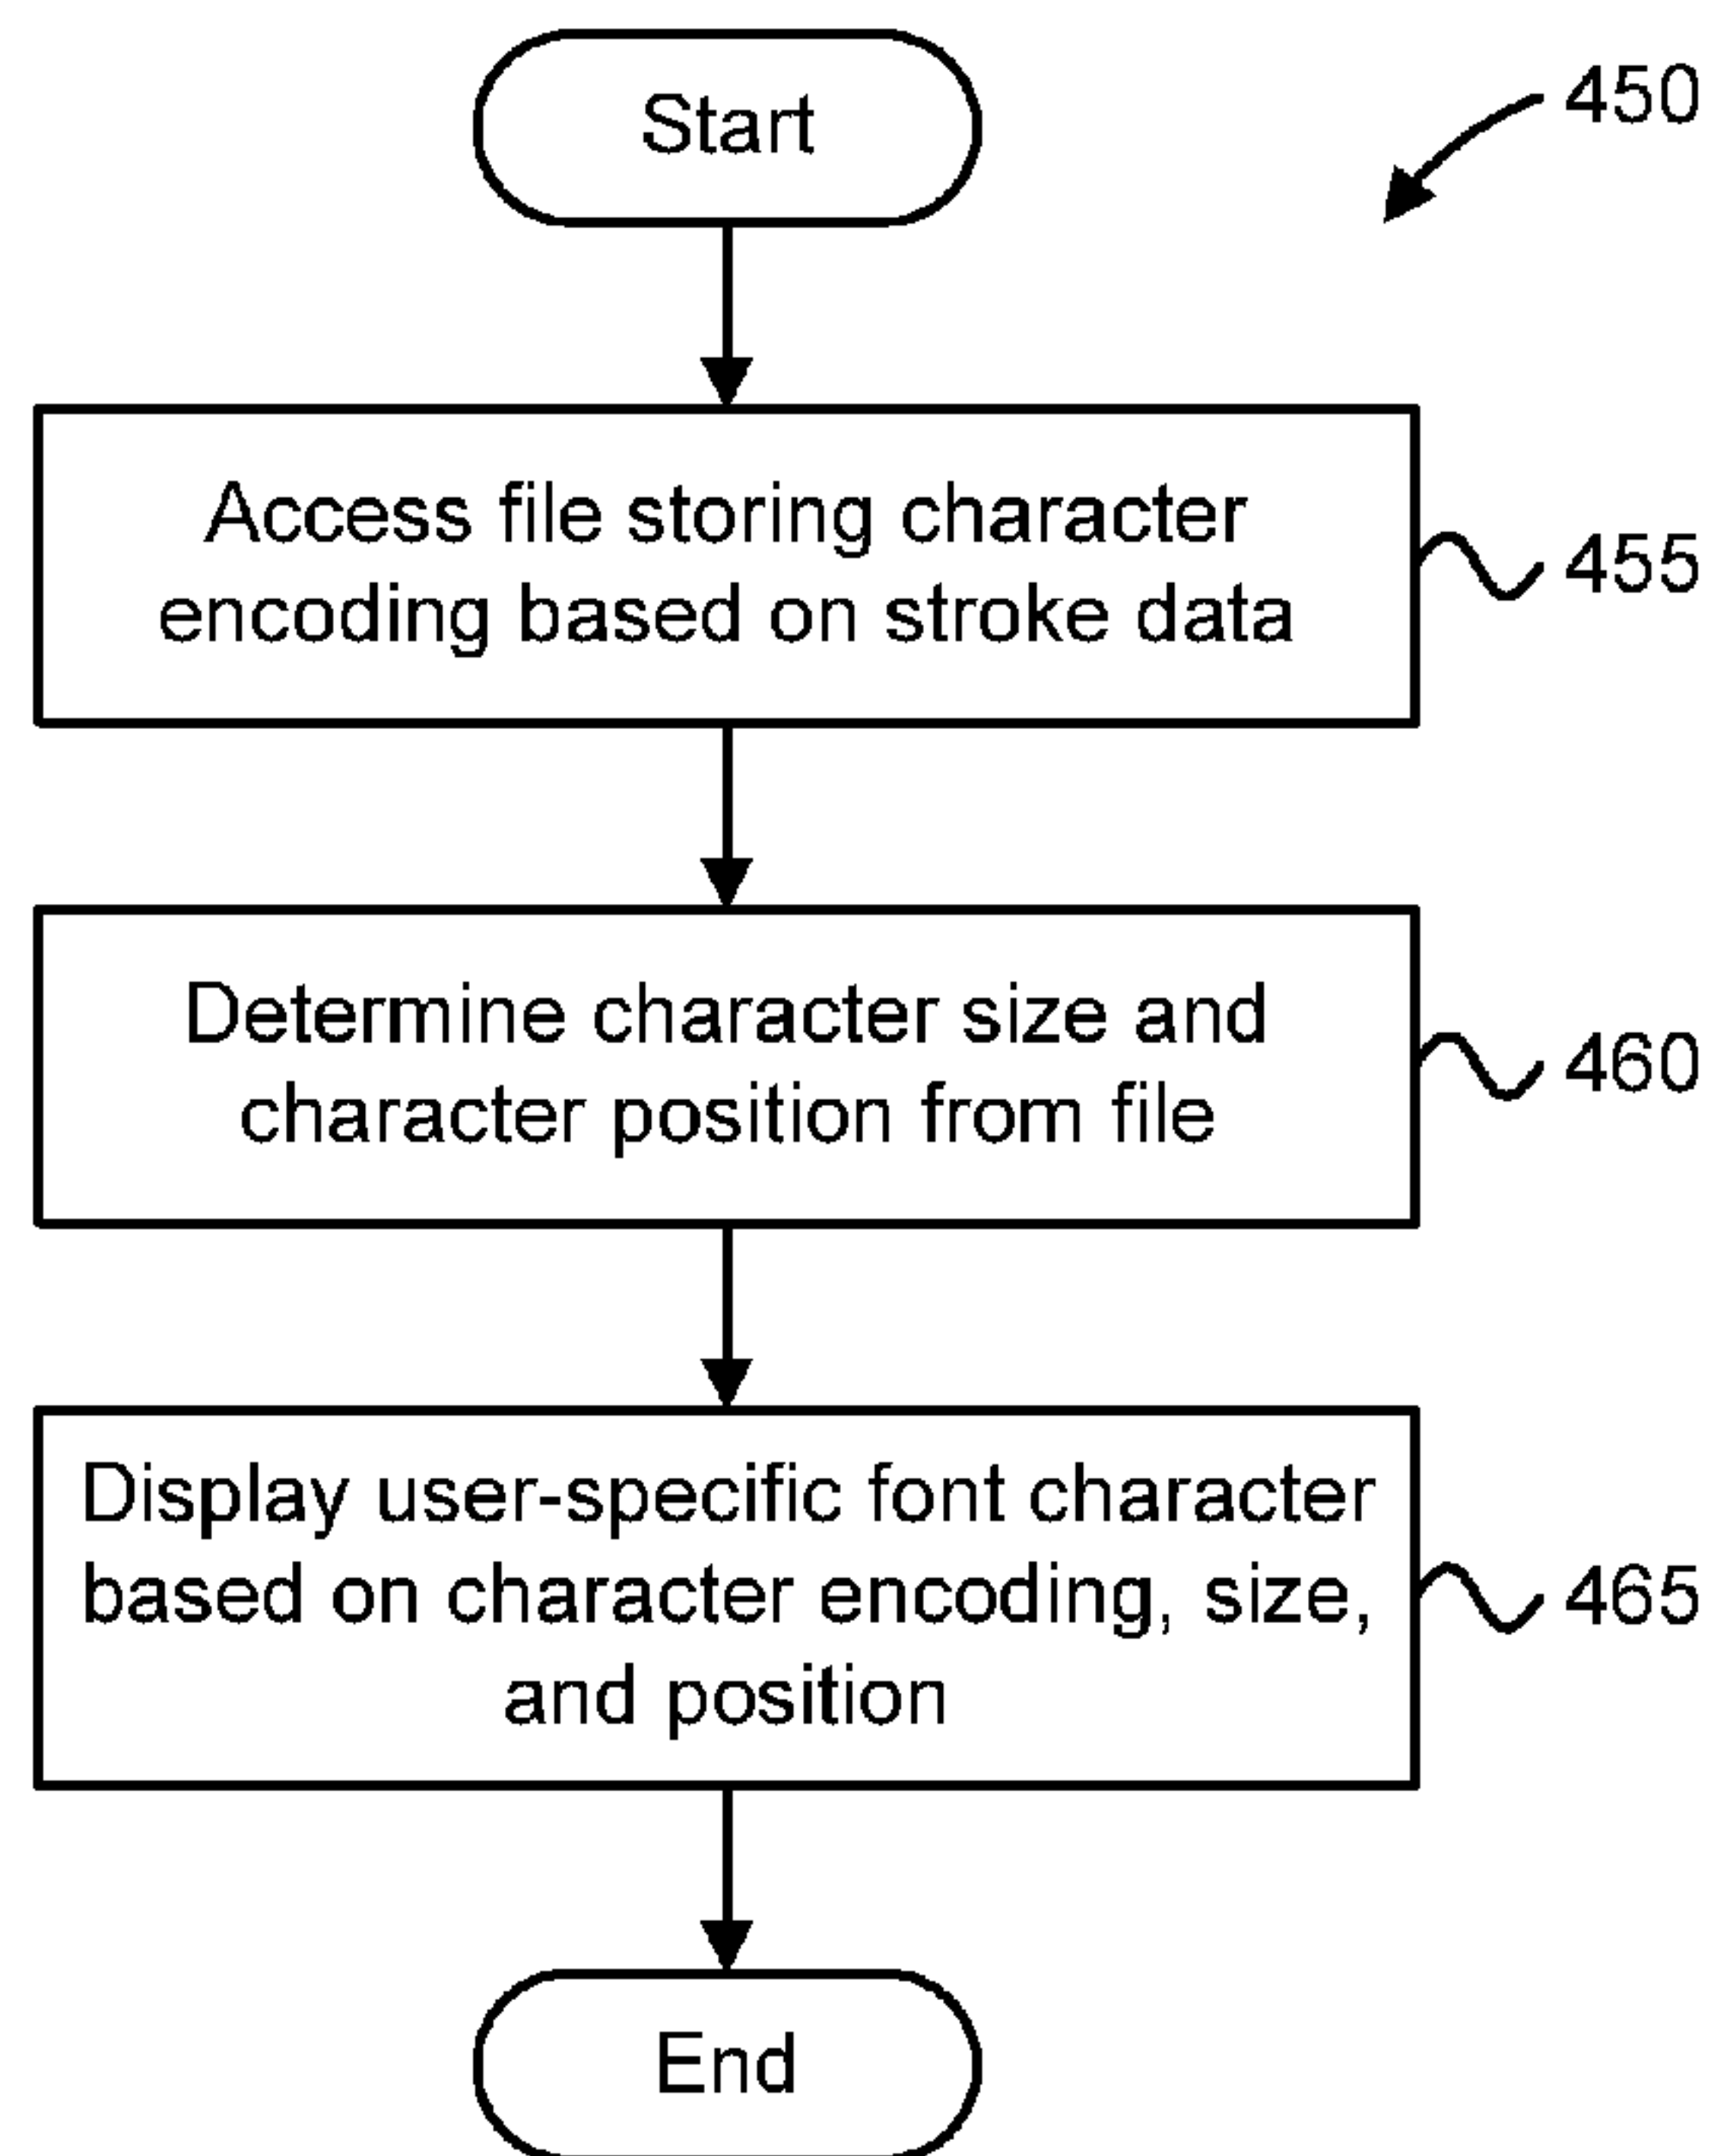 Start
450
Access file storing character
encoding based on stroke data
455
Determine character size and
character position from file
460
Display user-specific font character
based on character encoding, size,
and position
465
End